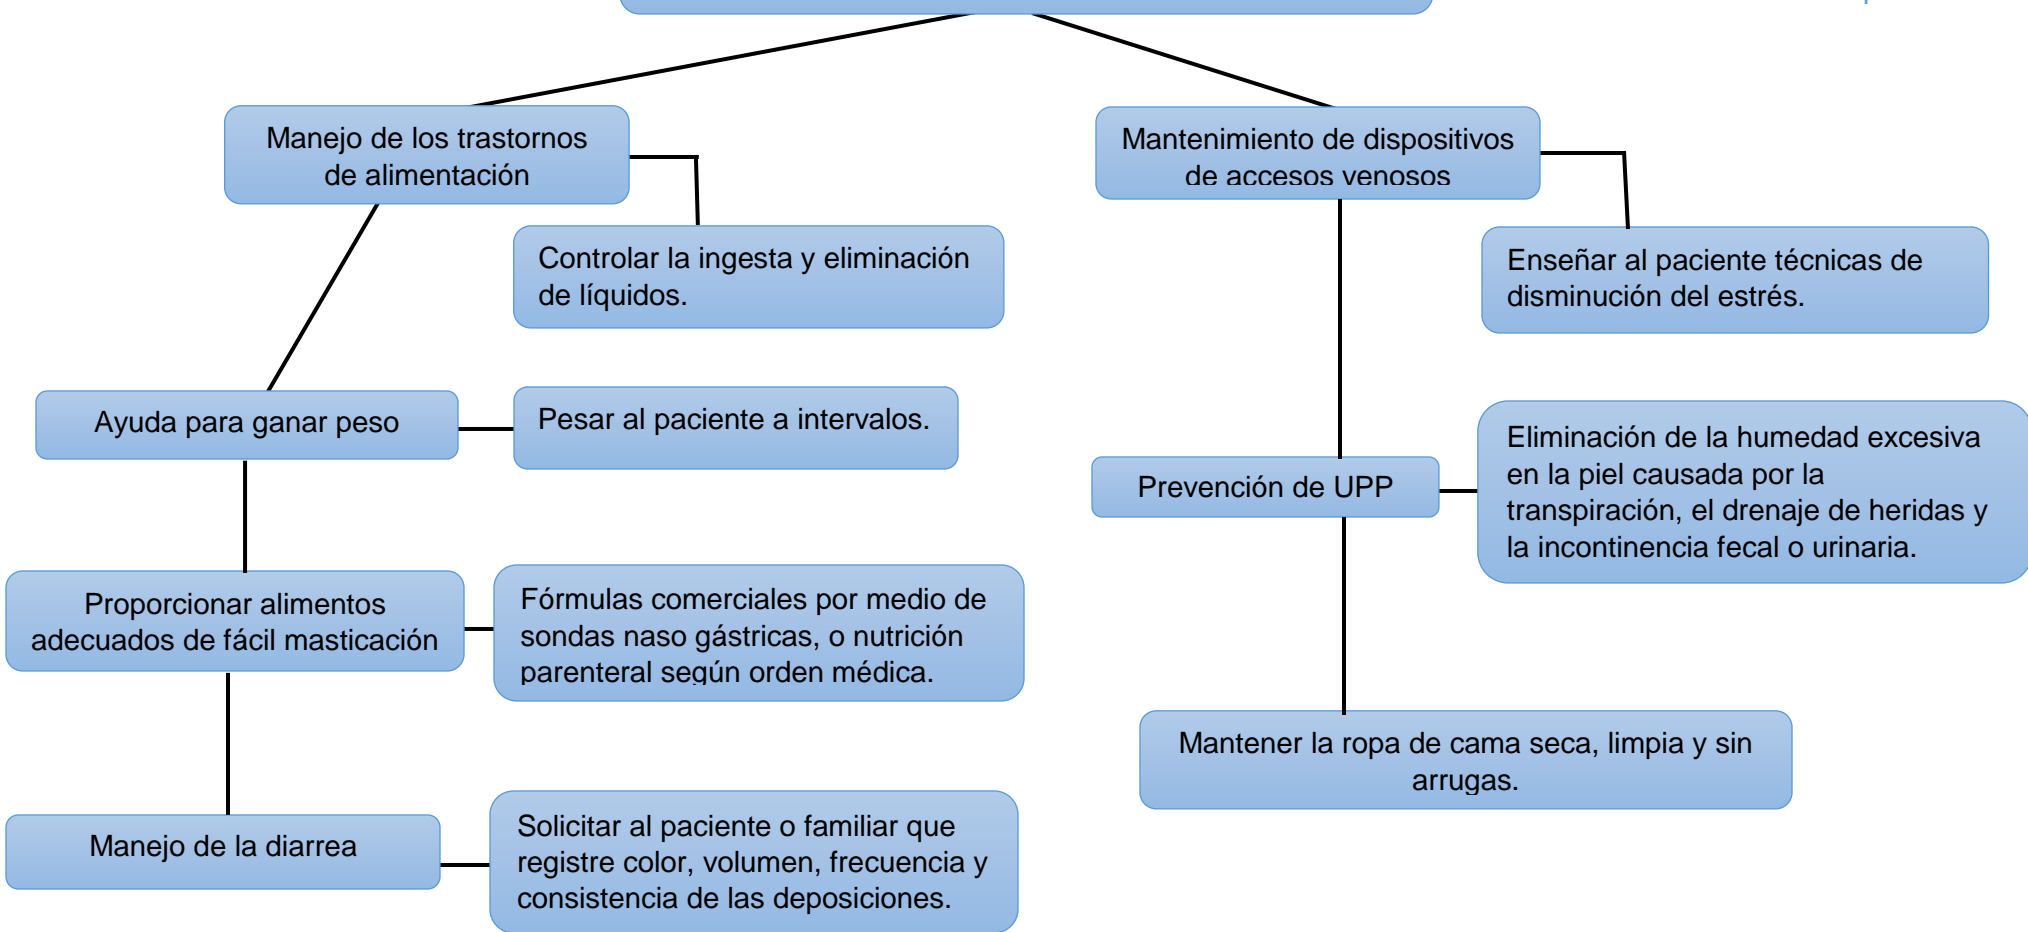 Manejo de los trastornos
de alimentación
Controlar la ingesta y eliminación
de líquidos.
Ayuda para ganar peso
Pesar al paciente a intervalos.
Proporcionar alimentos
adecuados de fácil masticación
Fórmulas comerciales por medio de
sondas naso gástricas, o nutrición
parenteral según orden médica.
Manejo de la diarrea
Solicitar al paciente o familiar que
registre color, volumen, frecuencia y
consistencia de las deposiciones.
Mantenimiento de dispositivos
de accesos venosos
Enseñar al paciente técnicas de
disminución del estrés.
Prevención de UPP
Eliminación de la humedad excesiva
en la piel causada por la
transpiración, el drenaje de heridas y
la incontinencia fecal o urinaria.
Mantener la ropa de cama seca, limpia y sin
arrugas.